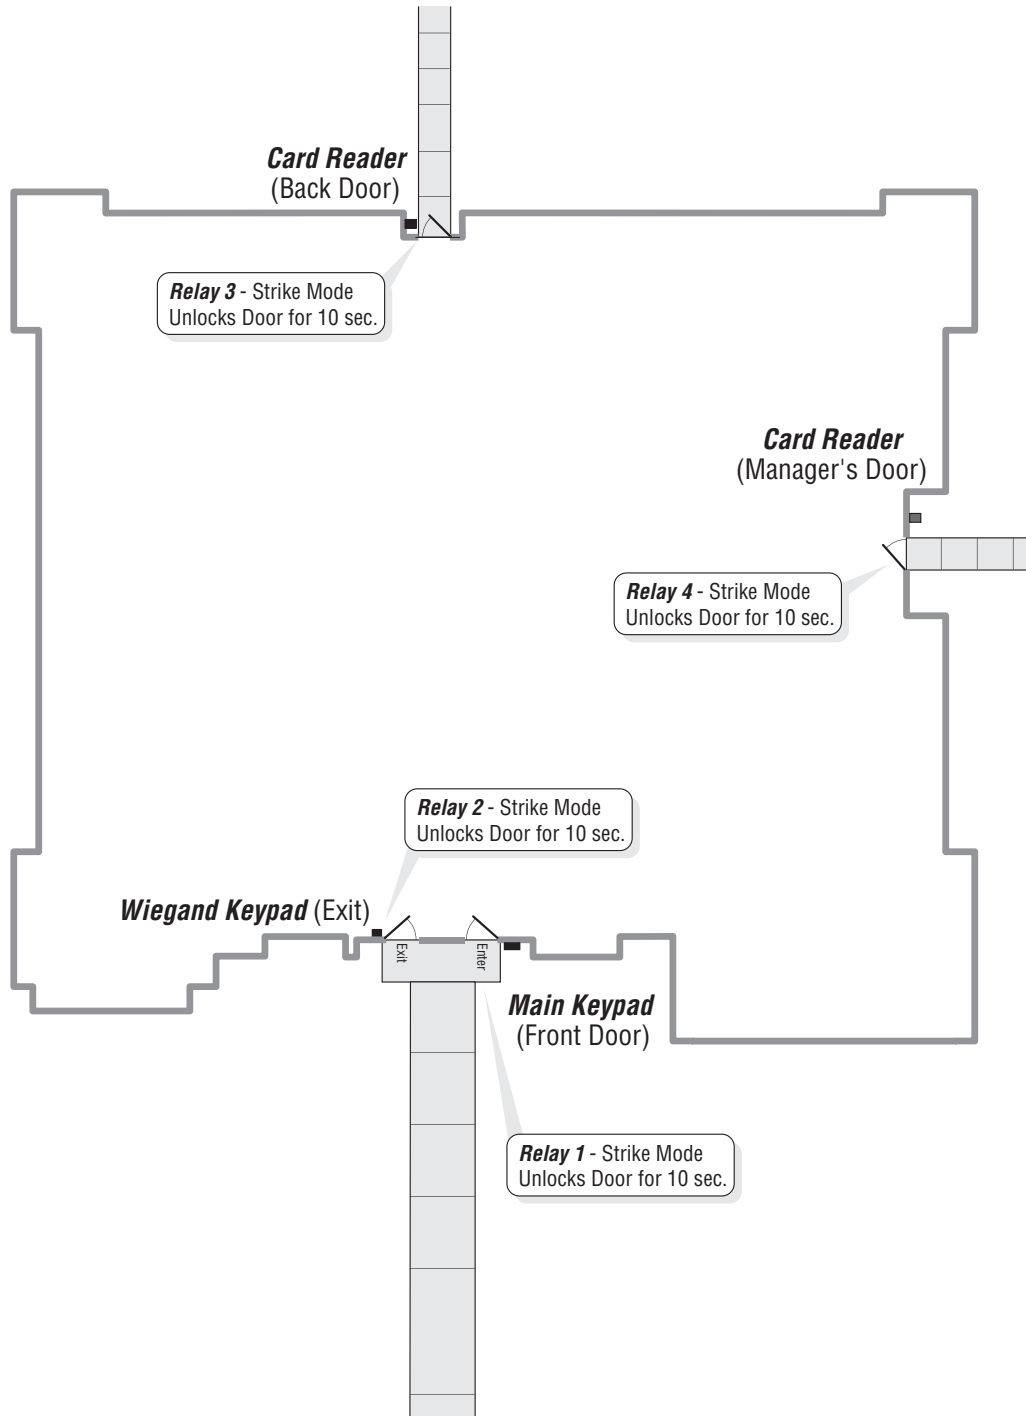 Card Reader
(Back Door)
Relay 3 - Strike Mode
Unlocks Door for 10 sec.
Card Reader
(Manager's Door)
Relay 4 - Strike Mode
Unlocks Door for 10 sec.
Relay 2 - Strike Mode
Unlocks Door for 10 sec.
Wiegand Keypad (Exit)
Exit
Enter
Main Keypad
(Front Door)
Relay 1 - Strike Mode
Unlocks Door for 10 sec.